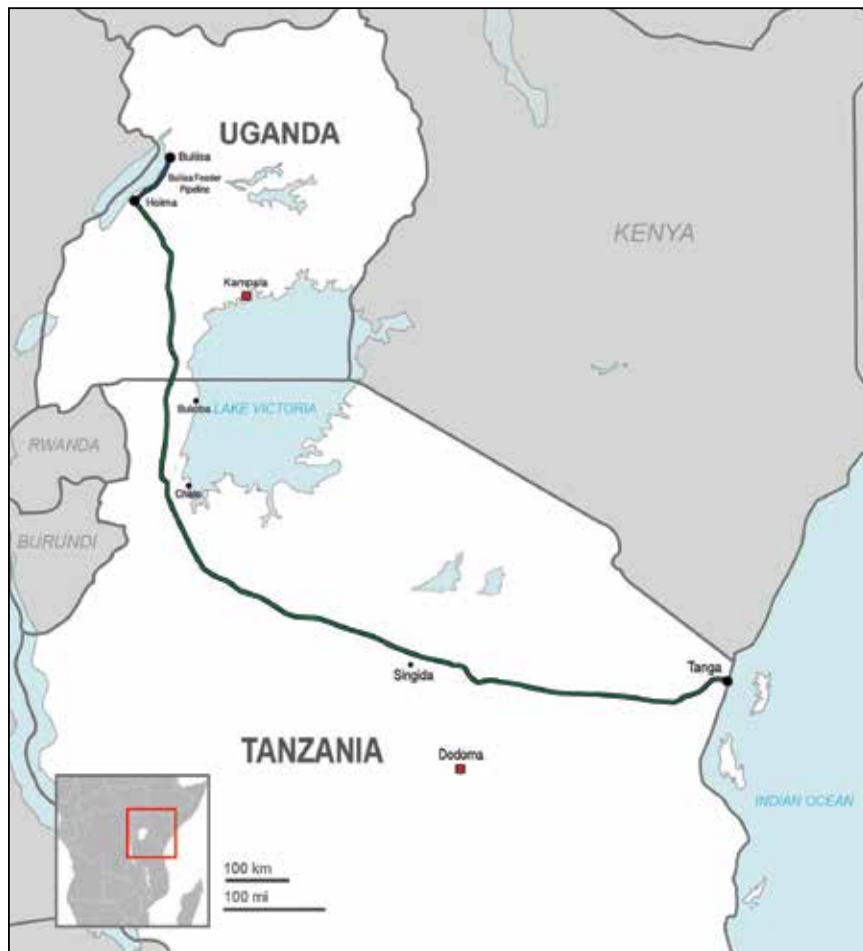 UGANDA
Buliisa
Buliisa Feeder
Pipeline
Hoima
KENYA
Kampala
Bukoba
LAKE VICTORIA
RWANDA
Chato
BURUNDI
Tanga
Singida
TANZANIA
Dodoma
INDIAN OCEAN
100 km
100 mi